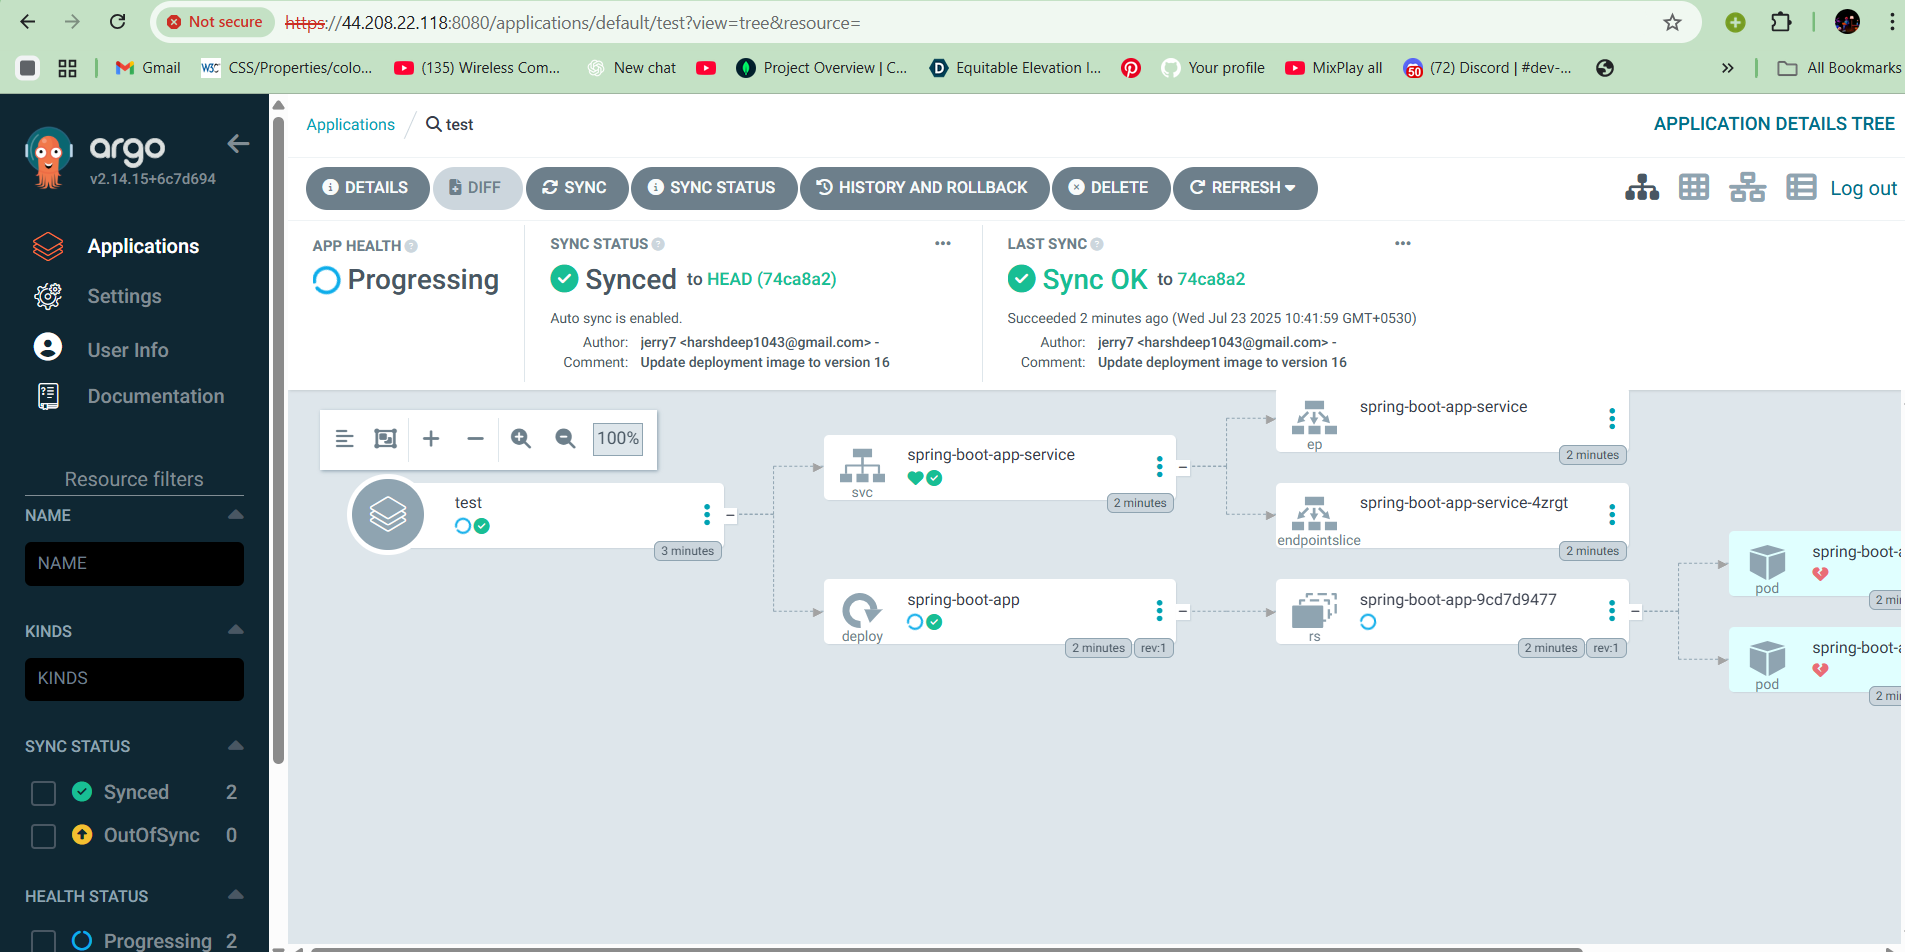 Not secure https://44.208.22.118:8080/applications/default/test?view=tree&resource=
Gmail CSS/Properties/colo... (135) Wireless Com... New chat Project Overview | C... Equitable Elevation I... Your profile MixPlay all (72) Discord | #dev-... » All Bookmarks
argo
v2.14.15+6c7d694
Applications
Settings
User Info
Documentation
Resource filters
NAME
NAME
KINDS
KINDS
SYNC STATUS
Synced 2
OutOfSync 0
HEALTH STATUS
Progressing 2
Applications / test
APPLICATION DETAILS TREE
DETAILS DIFF SYNC SYNC STATUS HISTORY AND ROLLBACK DELETE REFRESH Log out
APP HEALTH
Progressing
SYNC STATUS
Synced to HEAD (74ca8a2)
Auto sync is enabled.
Author: jerry7 <harshdeep1043@gmail.com> -
Comment: Update deployment image to version 16
LAST SYNC
Sync OK to 74ca8a2
Succeeded 2 minutes ago (Wed Jul 23 2025 10:41:59 GMT+0530)
Author: jerry7 <harshdeep1043@gmail.com> -
Comment: Update deployment image to version 16
100%
test
3 minutes
spring-boot-app-service
svc
2 minutes
spring-boot-app
deploy
2 minutes rev:1
spring-boot-app-service
ep
2 minutes
spring-boot-app-service-4zrgt
endpointslice
2 minutes
spring-boot-app-9cd7d9477
rs
2 minutes rev:1
spring-boot-a
pod
2 mi
spring-boot-a
pod
2 mi